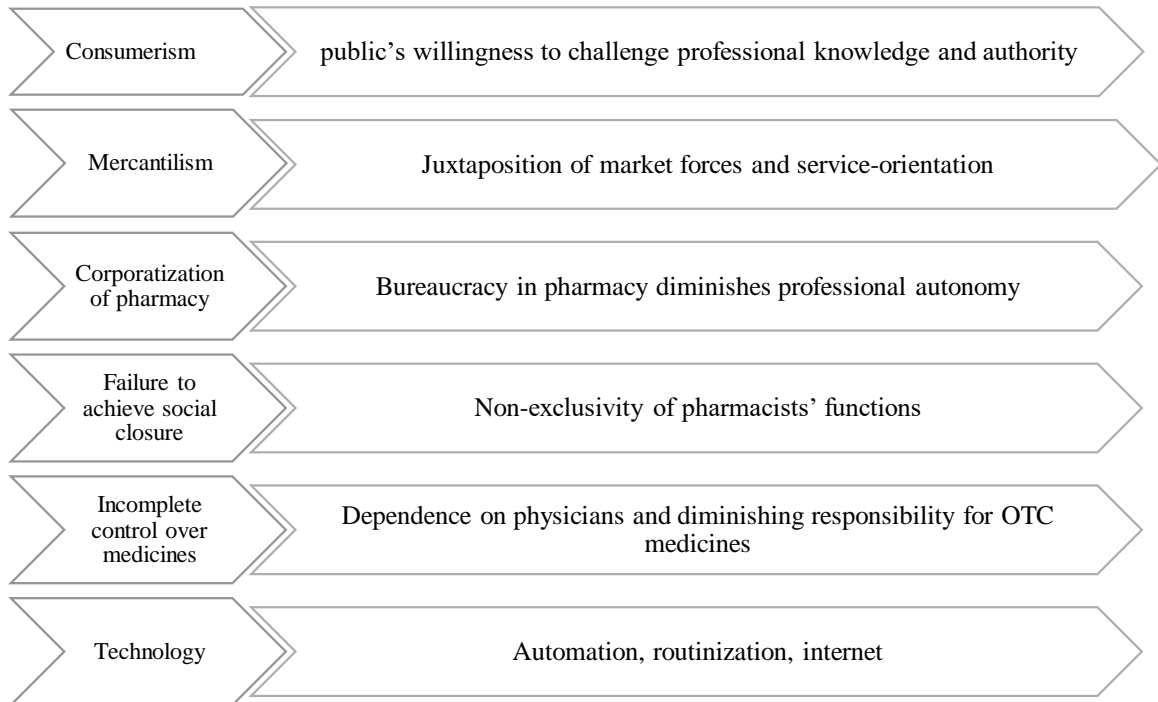 Consumerism
public’s willingness to challenge professional knowledge and authority
Mercantilism
Juxtaposition of market forces and service-orientation
Corporatization
of pharmacy
Bureaucracy in pharmacy diminishes professional autonomy
Failure to
achieve social
closure
Non-exclusivity of pharmacists’ functions
Incomplete
control over
medicines
Dependence on physicians and diminishing responsibility for OTC
medicines
Technology
Automation, routinization, internet